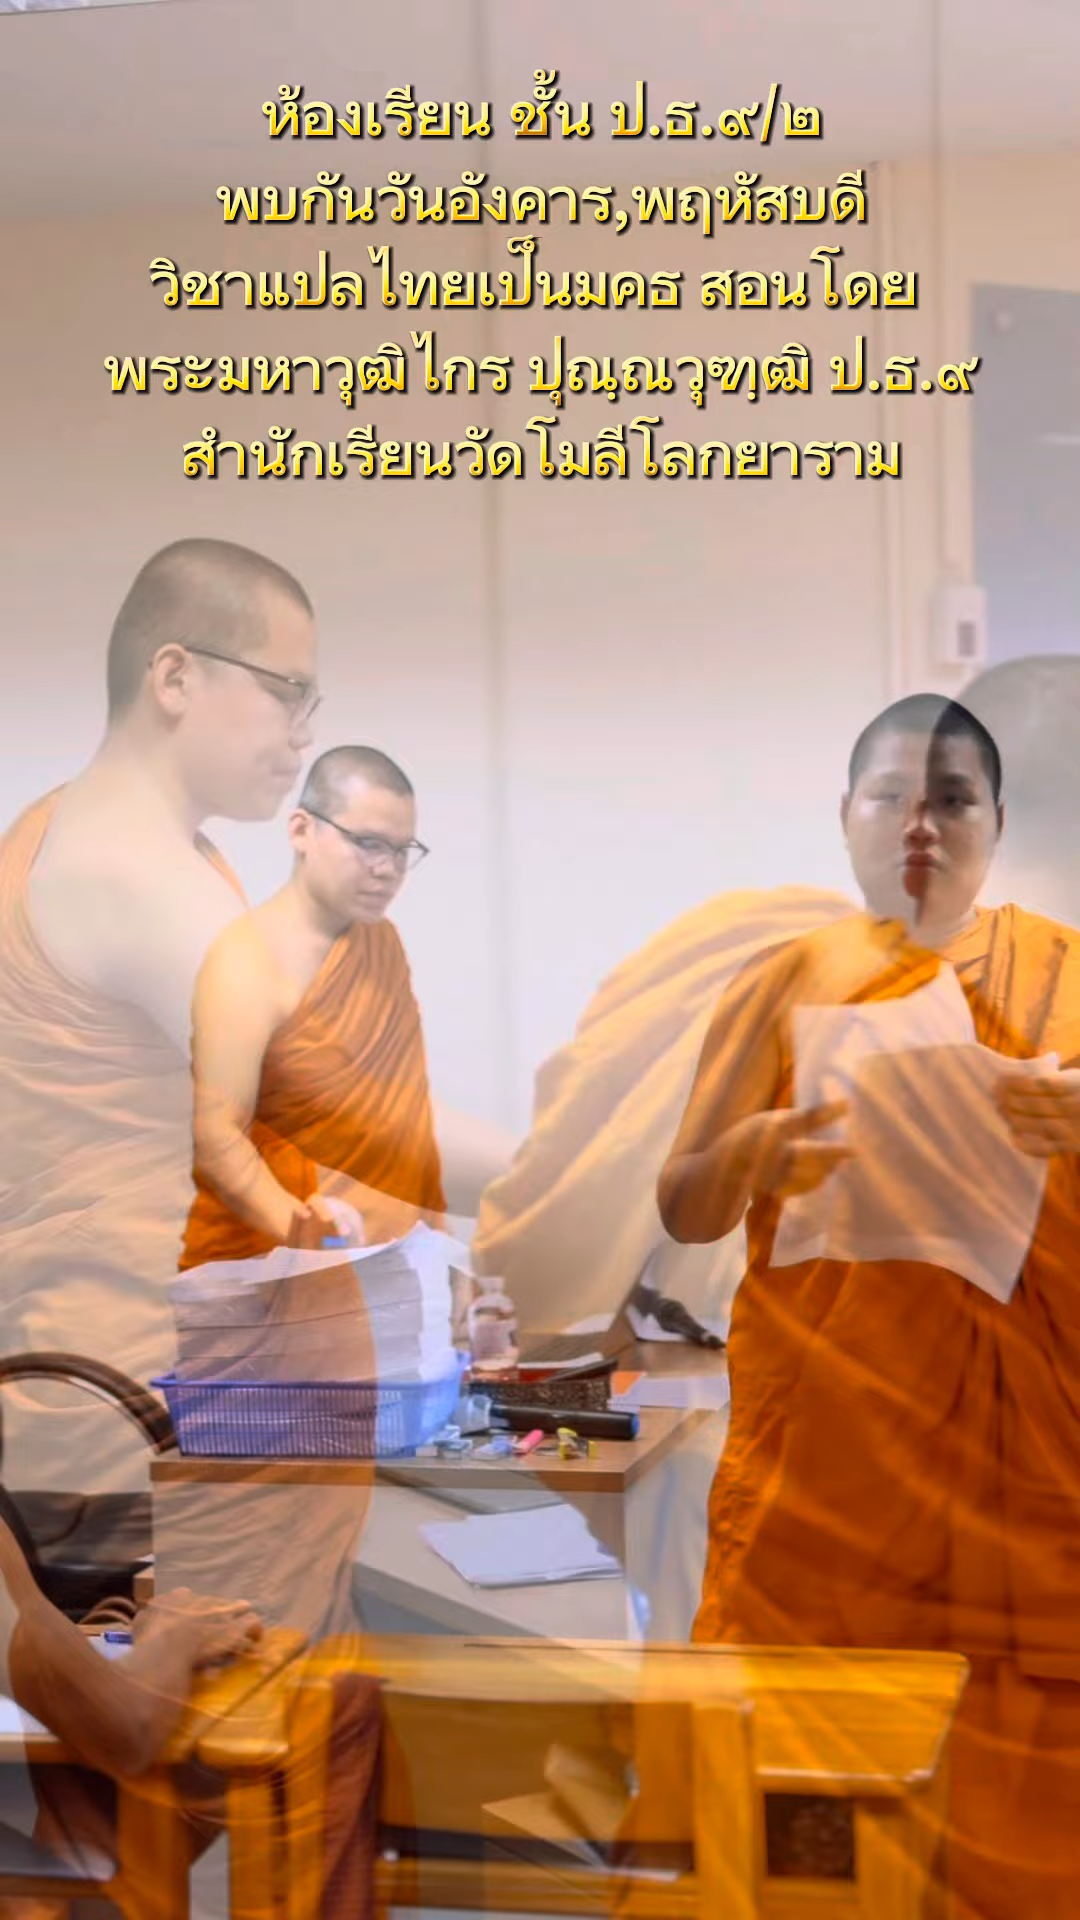 ห้องเรียน ชั้น ป.ธ.๙/๒
พบกันวันอังคาร,พฤหัสบดี
วิชาแปลไทยเป็นมคธ สอนโดย
พระมหาวุฒิไกร ปุณฺณวุฑฺฒิ ป.ธ.๙
สำนักเรียนวัดโมลีโลกยาราม